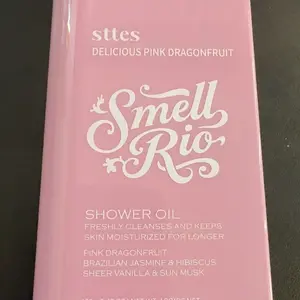 sttes
DELICIOUS PINK DRAGONFRUIT
Smell
Rio
SHOWER OIL
FRESHLY CLEANSES AND KEEPS
SKIN MOISTURIZED FOR LONGER
PINK DRAGONFRUIT
BRAZILIAN JASMINE & HIBISCUS
SHEER VANILLA & SUN MUSK